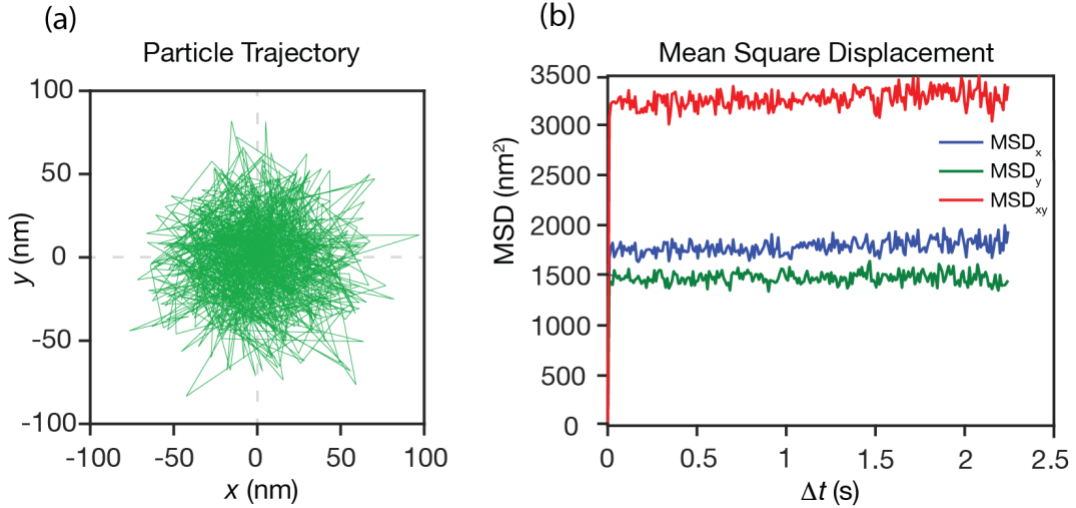 (a)
Particle Trajectory
100
50
0
-50
-100
y (nm)
-100 -50 0 50 100
x (nm)
(b)
Mean Square Displacement
3500
3000
2500
2000
1500
1000
500
0
MSD (nm²)
MSDₓ
MSDy
MSDxy
0 0.5 1 1.5 2 2.5
Δt (s)